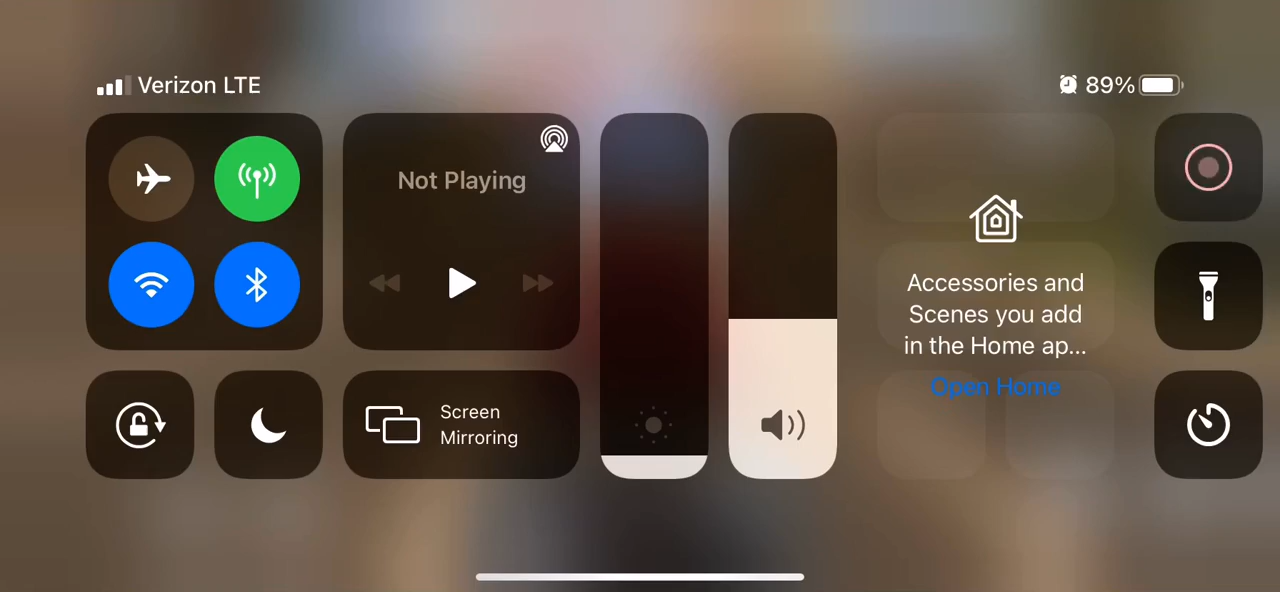 Verizon LTE
89%
Not Playing
Screen
Mirroring
Accessories and
Scenes you add
in the Home ap...
Open Home